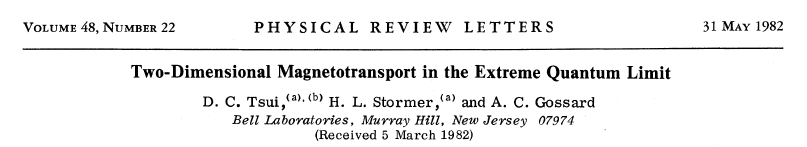 VOLUME 48, NUMBER 22 PHYSICAL REVIEW LETTERS 31 MAY 1982
Two-Dimensional Magnetotransport in the Extreme Quantum Limit
D. C. Tsui,(a), (b) H. L. Stormer,(a) and A. C. Gossard
Bell Laboratories, Murray Hill, New Jersey 07974
(Received 5 March 1982)